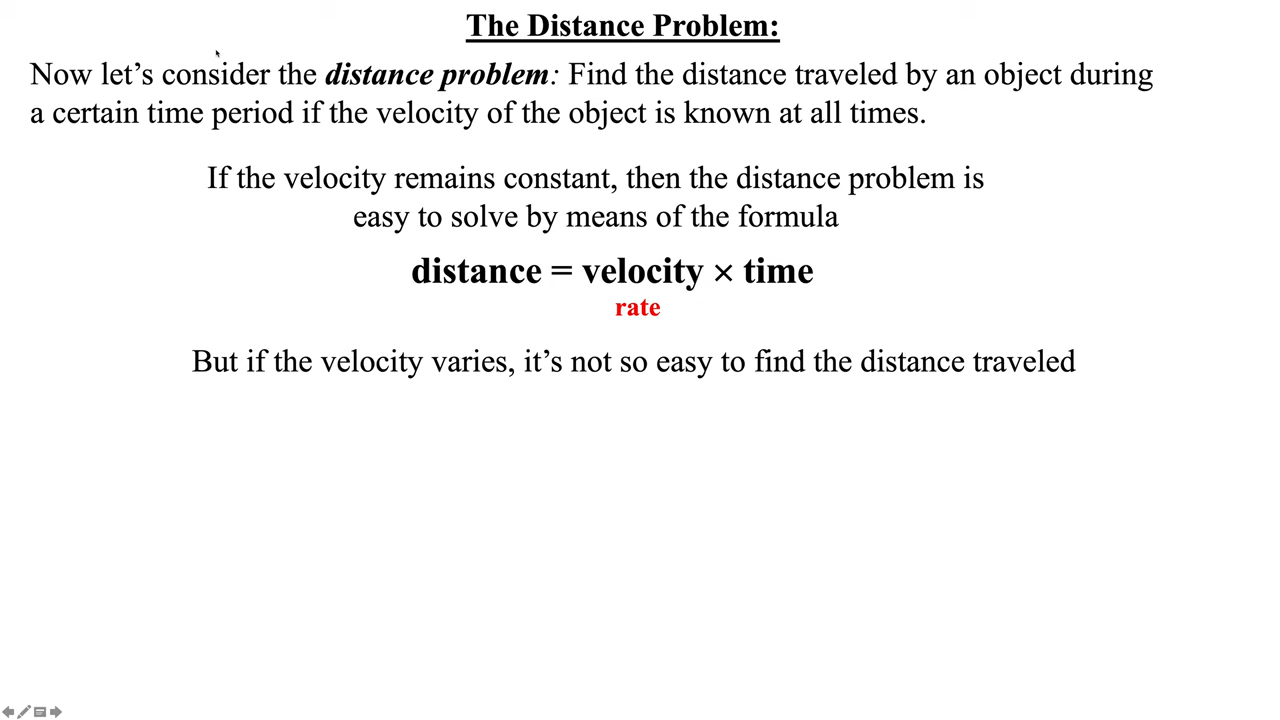 The Distance Problem:
Now let’s consider the distance problem: Find the distance traveled by an object during
a certain time period if the velocity of the object is known at all times.
If the velocity remains constant, then the distance problem is
easy to solve by means of the formula
distance = velocity × time
rate
But if the velocity varies, it’s not so easy to find the distance traveled